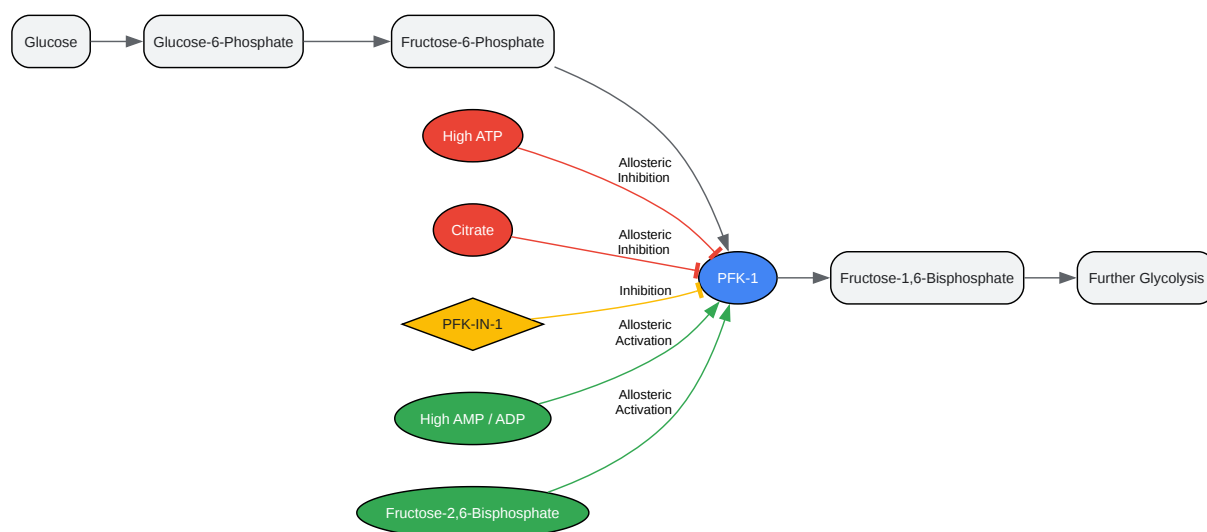 Glucose
Glucose-6-Phosphate
Fructose-6-Phosphate
High ATP
Allosteric
Inhibition
Citrate
Allosteric
Inhibition
PFK-1
Fructose-1,6-Bisphosphate
Further Glycolysis
PFK-IN-1
Inhibition
Allosteric
Activation
High AMP / ADP
Allosteric
Activation
Fructose-2,6-Bisphosphate